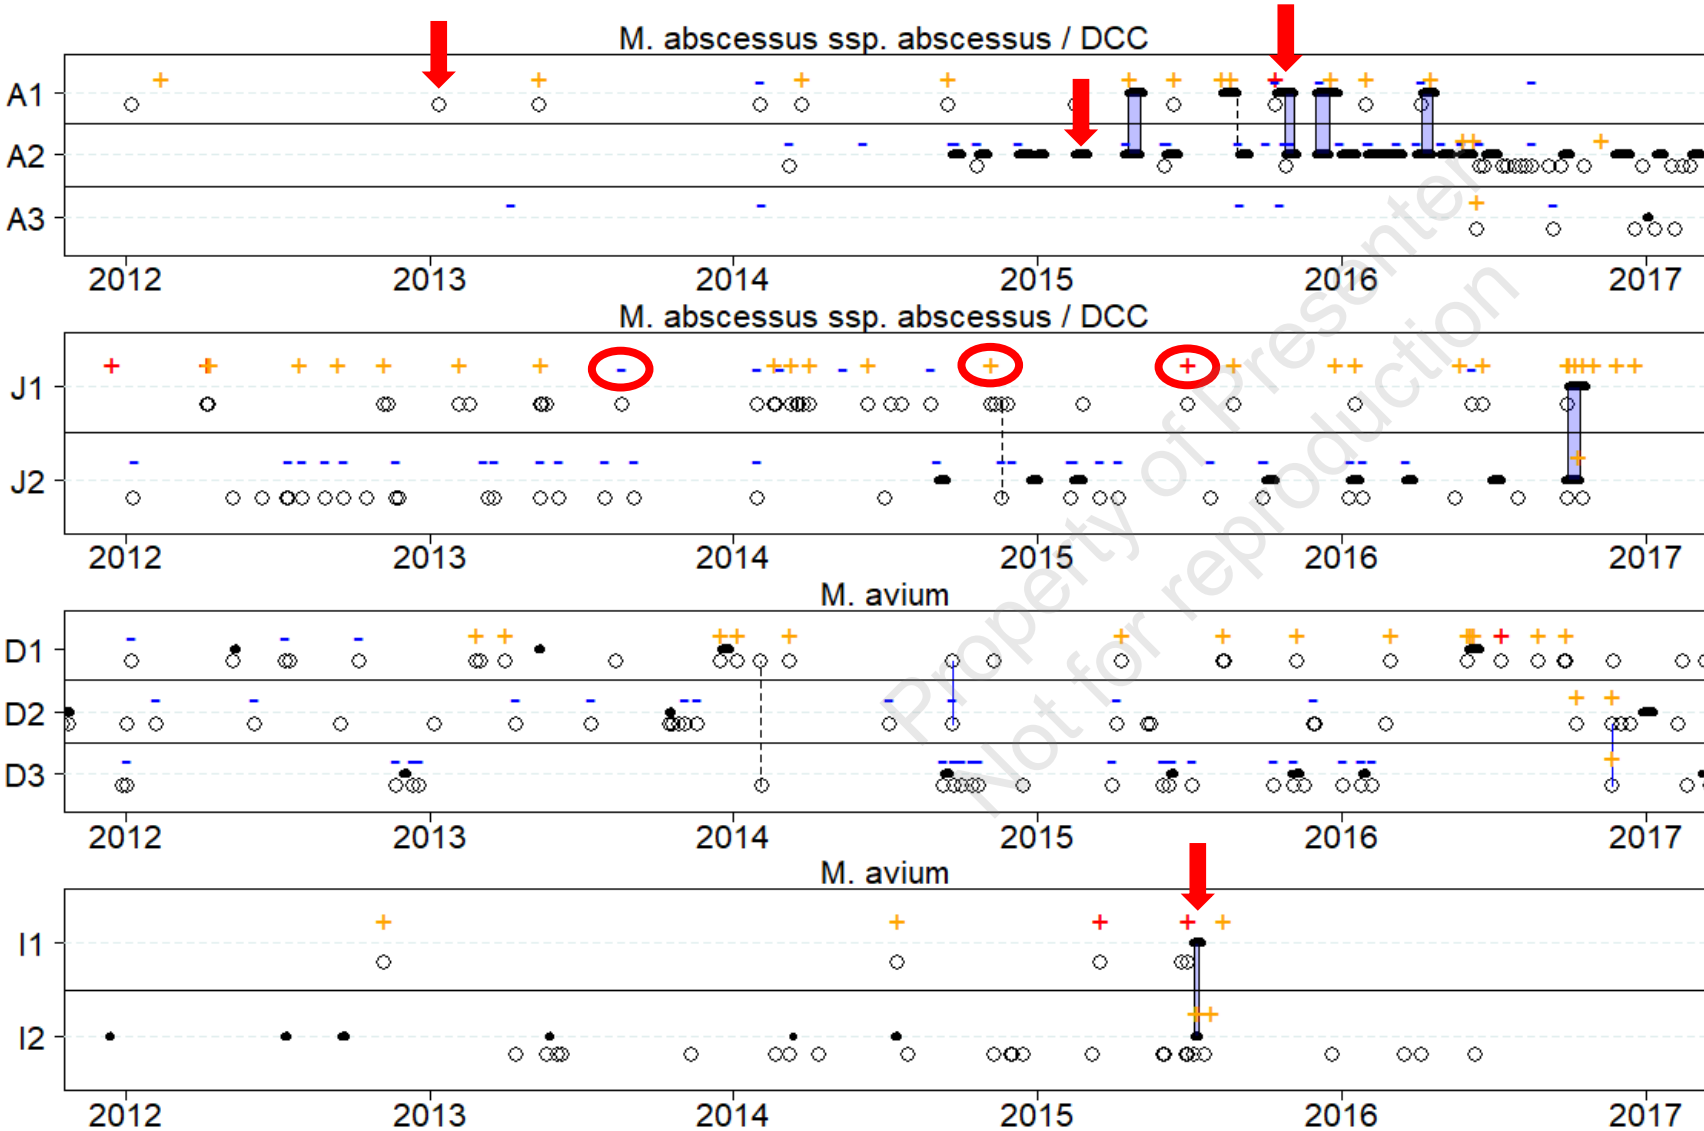 M. abscessus ssp. abscessus / DCC
A1
A2
A3
2012 2013 2014 2015 2016 2017
M. abscessus ssp. abscessus / DCC
J1
J2
2012 2013 2014 2015 2016 2017
M. avium
D1
D2
D3
2012 2013 2014 2015 2016 2017
M. avium
I1
I2
2012 2013 2014 2015 2016 2017
Property of Presenter
Not for reproduction